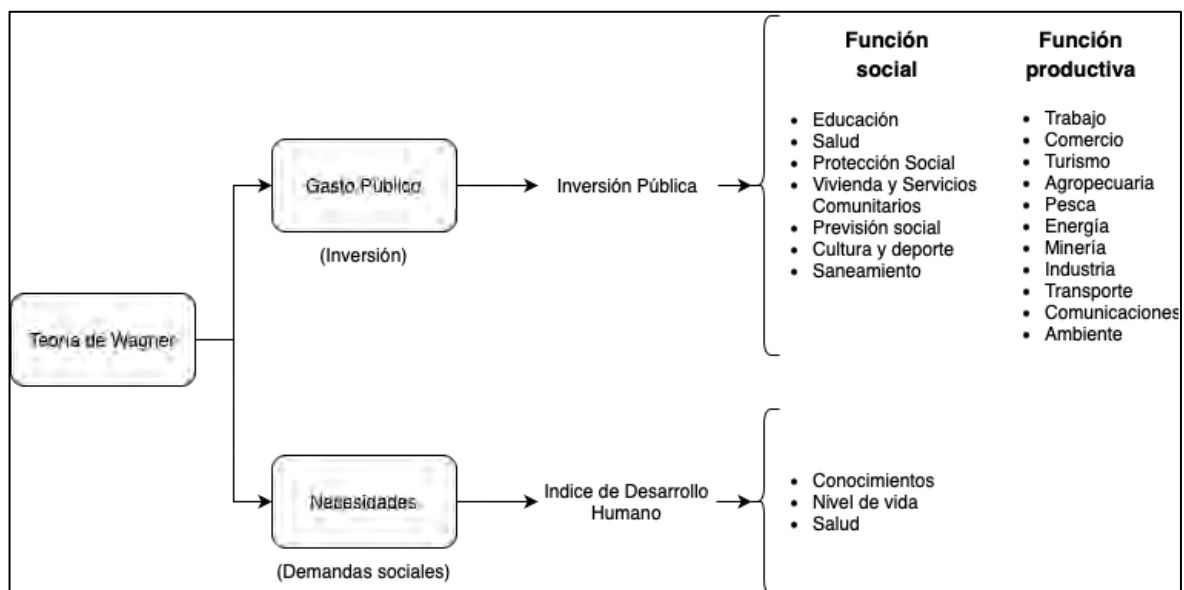 Función social
Función productiva
• Educación
• Salud
• Protección Social
• Vivienda y Servicios
Comunitarios
• Previsión social
• Cultura y deporte
• Saneamiento
• Trabajo
• Comercio
• Turismo
• Agropecuaria
• Pesca
• Energía
• Minería
• Industria
• Transporte
• Comunicaciones
• Ambiente
Gasto Público
(Inversión)
Inversión Pública
Teoria de Wagner
Necesidades
(Demandas sociales)
Indice de Desarrollo
Humano
• Conocimientos
• Nivel de vida
• Salud